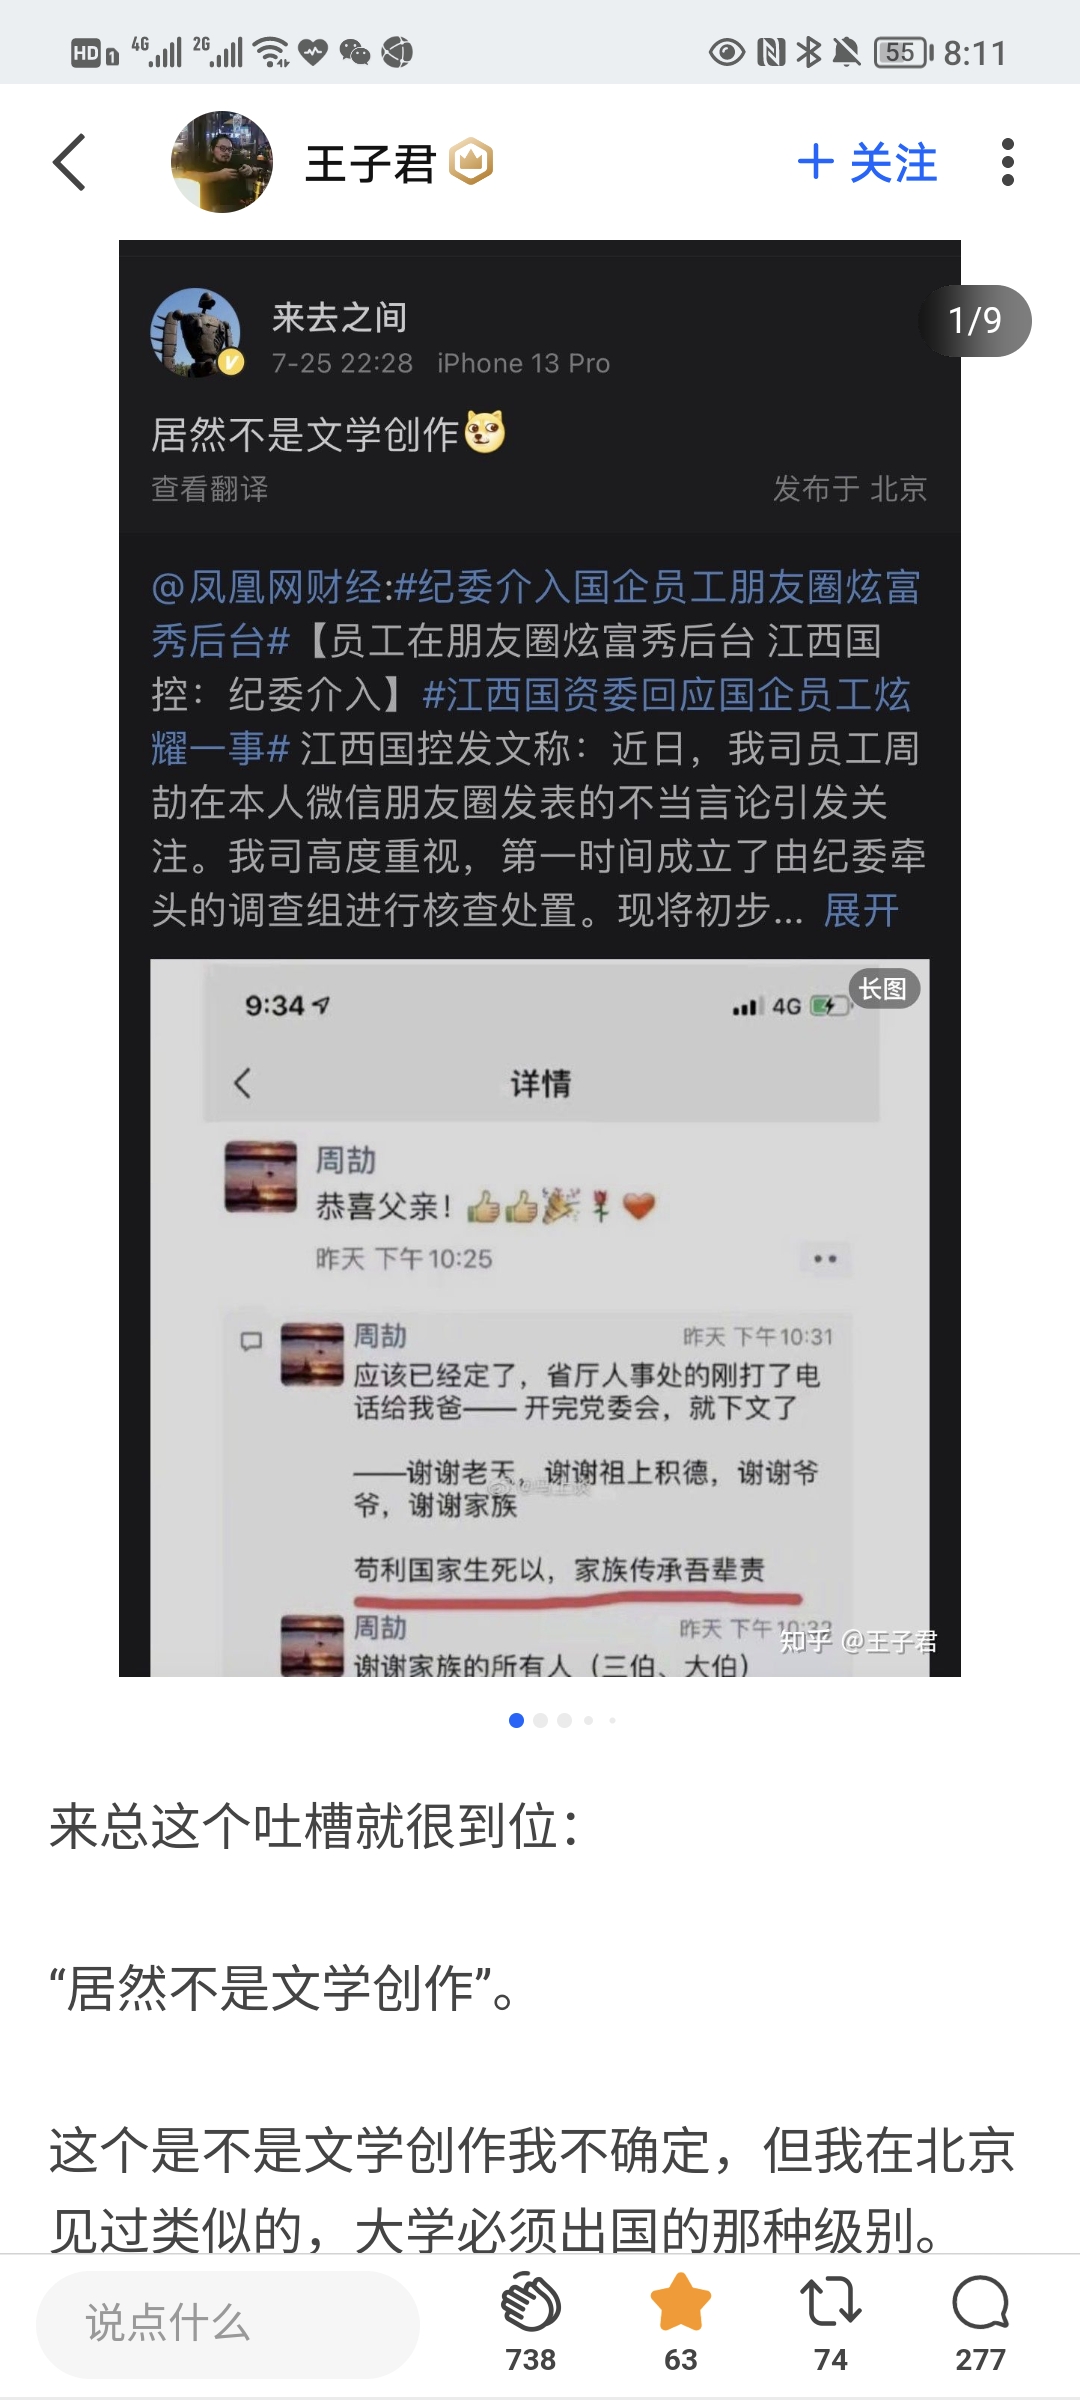 HD 1 4G 2G 55 8:11
王子君 + 关注
1/9
来去之间
7-25 22:28 iPhone 13 Pro
居然不是文学创作
查看翻译 发布于 北京
@凤凰网财经:#纪委介入国企员工朋友圈炫富
秀后台#【员工在朋友圈炫富秀后台 江西国
控：纪委介入】#江西国资委回应国企员工炫
耀一事# 江西国控发文称：近日，我司员工周
劼在本人微信朋友圈发表的不当言论引发关
注。我司高度重视，第一时间成立了由纪委牵
头的调查组进行核查处置。现将初步... 展开
长图
9:34 4G
详情
周劼
恭喜父亲！
昨天 下午10:25
周劼 昨天 下午10:31
应该已经定了，省厅人事处的刚打了电
话给我爸—— 开完党委会，就下文了
——谢谢老天，谢谢祖上积德，谢谢爷
爷，谢谢家族
苟利国家生死以，家族传承吾辈责
周劼 昨天 下午10:33
谢谢家族的所有人（三伯、大伯）
知乎 @王子君
来总这个吐槽就很到位：
“居然不是文学创作”。
这个是不是文学创作我不确定，但我在北京
见过类似的，大学必须出国的那种级别。
说点什么
738 63 74 277